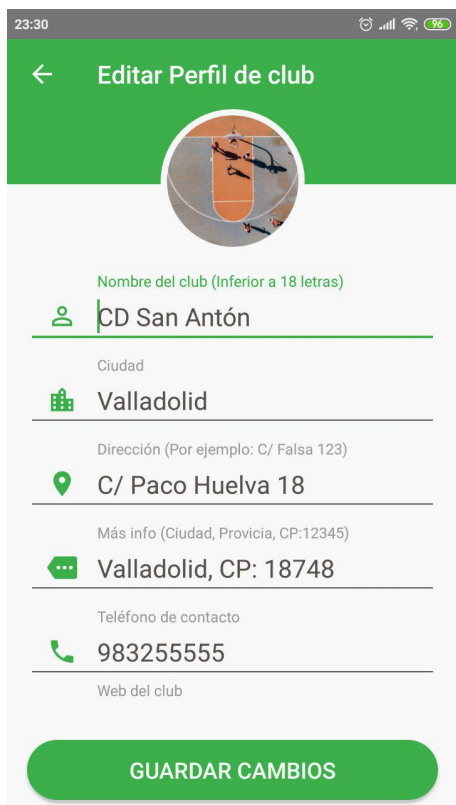 23:30
96
Editar Perfil de club
Nombre del club (Inferior a 18 letras)
CD San Antón
Ciudad
Valladolid
Dirección (Por ejemplo: C/ Falsa 123)
C/ Paco Huelva 18
Más info (Ciudad, Provicia, CP:12345)
Valladolid, CP: 18748
Teléfono de contacto
983255555
Web del club
GUARDAR CAMBIOS